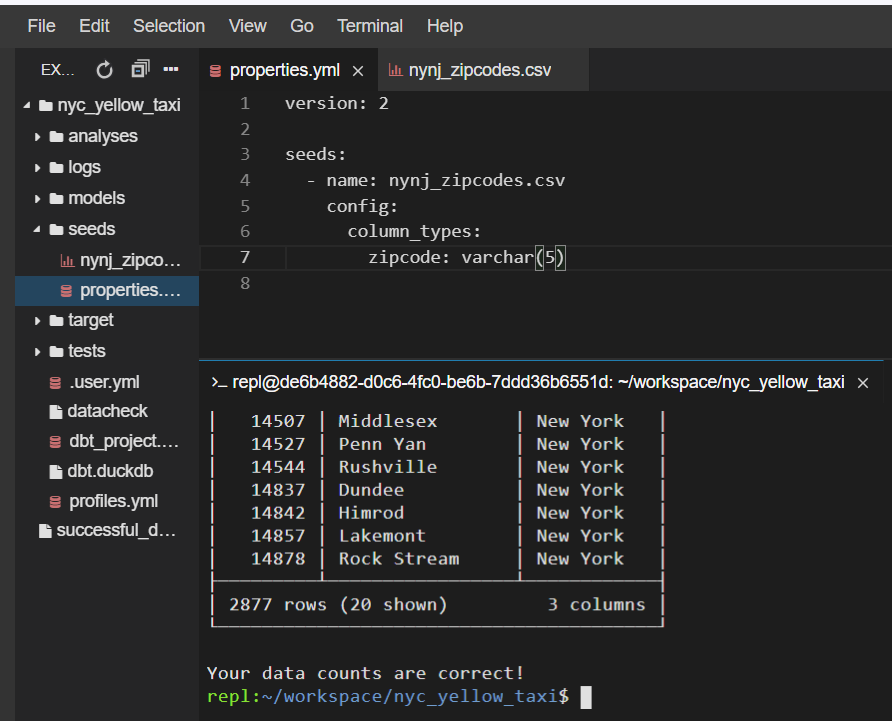 File Edit Selection View Go Terminal Help
EX...
properties.yml
nynj_zipcodes.csv
nyc_yellow_taxi
analyses
logs
models
seeds
nynj_zipco...
properties....
target
tests
.user.yml
datacheck
dbt_project....
dbt.duckdb
profiles.yml
successful_d...
1 version: 2
2
3 seeds:
4 - name: nynj_zipcodes.csv
5 config:
6 column_types:
7 zipcode: varchar(5)
8
>_ repl@de6b4882-d0c6-4fc0-be6b-7ddd36b6551d: ~/workspace/nyc_yellow_taxi
│ 14507 │ Middlesex │ New York │
│ 14527 │ Penn Yan │ New York │
│ 14544 │ Rushville │ New York │
│ 14837 │ Dundee │ New York │
│ 14842 │ Himrod │ New York │
│ 14857 │ Lakemont │ New York │
│ 14878 │ Rock Stream │ New York │
│ 2877 rows (20 shown) 3 columns │
Your data counts are correct!
repl:~/workspace/nyc_yellow_taxi$